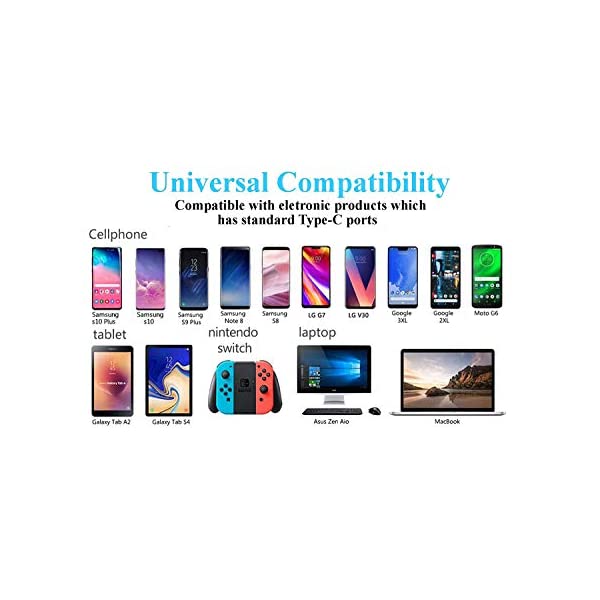 Universal Compatibility
Compatible with eletronic products which
has standard Type-C ports
Cellphone
Samsung
s10 Plus
Samsung
s10
Samsung
S9 Plus
Samsung
Note 8
Samsung
S8
LG G7
LG V30
Google
3XL
Google
2XL
Moto G6
tablet
nintendo
switch
laptop
Galaxy Tab A2
Galaxy Tab S4
Asus Zen Aio
MacBook